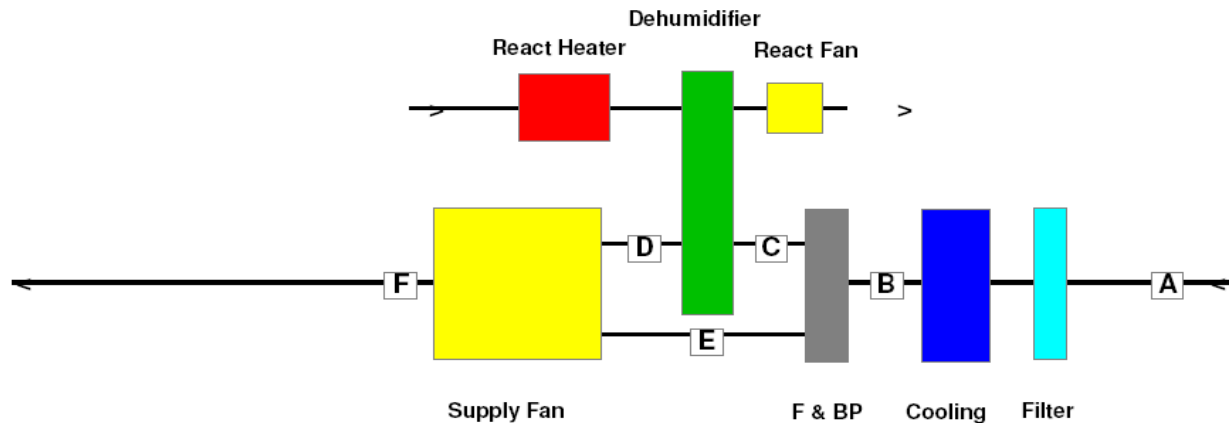 Dehumidifier
React Heater
React Fan
>
>
D
C
F
B
A
<
<
E
Supply Fan
F & BP
Cooling
Filter